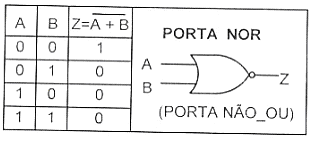 A B Z=A + B
0 0 1
0 1 0
1 0 0
1 1 0
PORTA NOR
A
B
Z
(PORTA NÃO_OU)